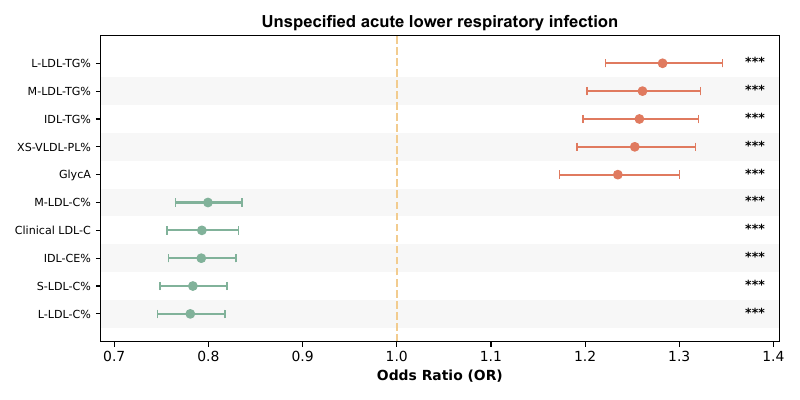 Unspecified acute lower respiratory infection
L-LDL-TG% ***
M-LDL-TG% ***
IDL-TG% ***
XS-VLDL-PL% ***
GlycA ***
M-LDL-C% ***
Clinical LDL-C ***
IDL-CE% ***
S-LDL-C% ***
L-LDL-C% ***
0.7 0.8 0.9 1.0 1.1 1.2 1.3 1.4
Odds Ratio (OR)